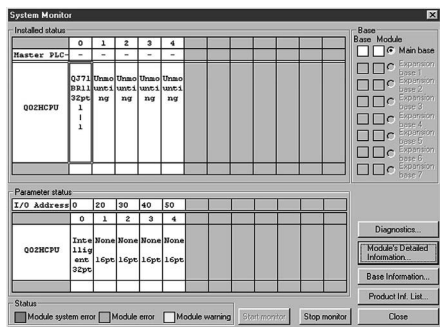 System Monitor
Installed status
Base
Base Module
0 1 2 3 4
Master PLC- - - - - -
Main base
Expansion base 1
Expansion base 2
Expansion base 3
Expansion base 4
Expansion base 5
Expansion base 6
Expansion base 7
Q02HCPU
QJ71
BR11
32pt
1
|
1
Unmo
unti
ng
Unmo
unti
ng
Unmo
unti
ng
Unmo
unti
ng
Parameter status
I/O Address 0 20 30 40 50
0 1 2 3 4
Q02HCPU
Inte
llig
ent
32pt
None
16pt
None
16pt
None
16pt
None
16pt
Diagnostics...
Module's Detailed Information...
Base Information...
Product Inf. List...
Status
Module system error Module error Module warning
Start monitor
Stop monitor
Close